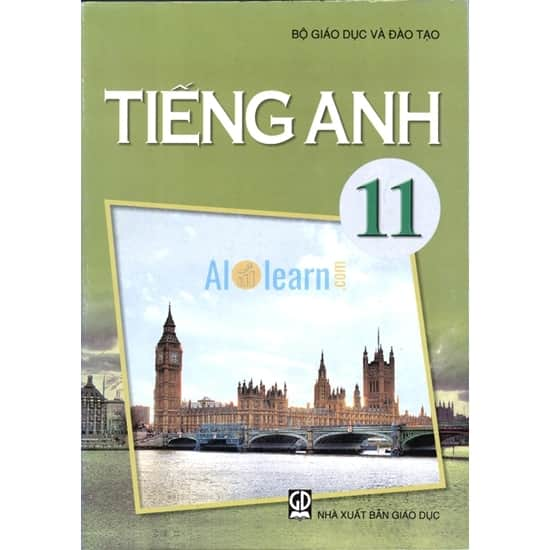 BỘ GIÁO DỤC VÀ ĐÀO TẠO
TIẾNG ANH
11
Alolearn.com
GD
NHÀ XUẤT BẢN GIÁO DỤC